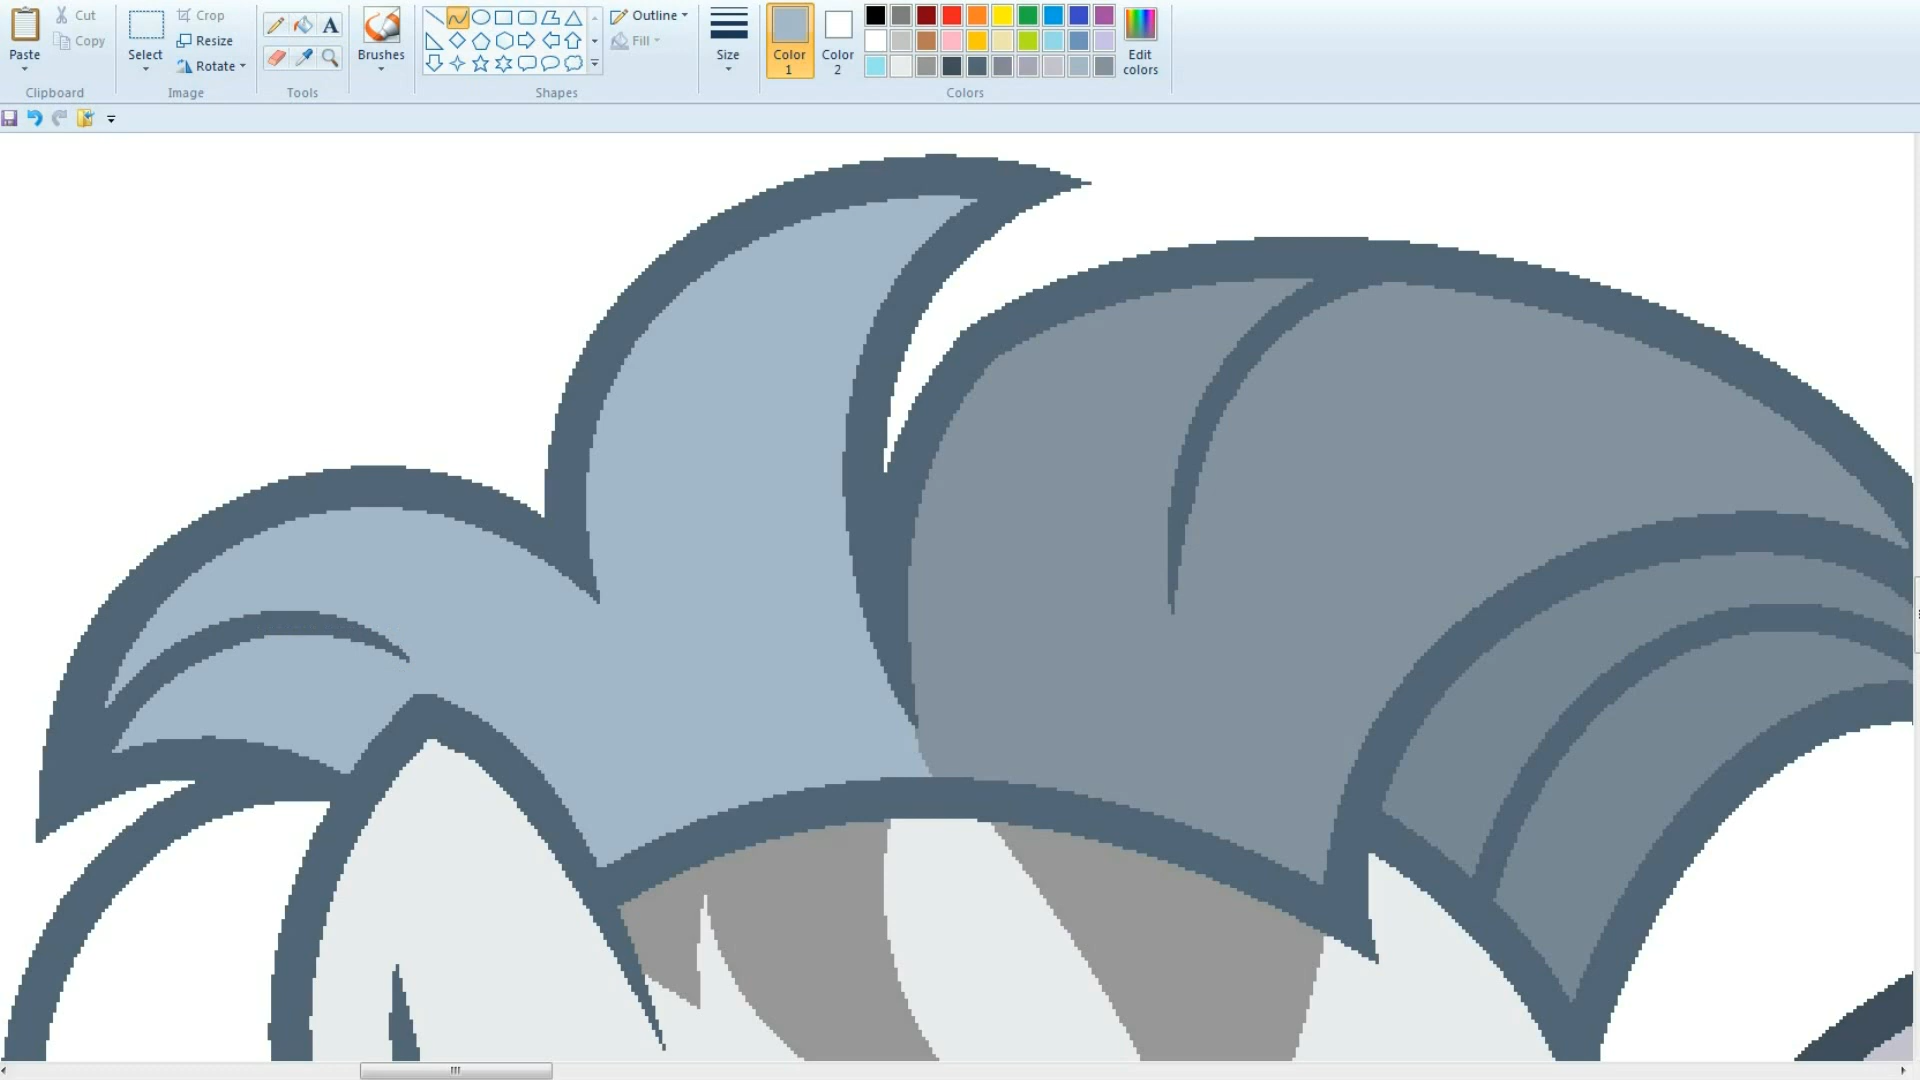 Paste
Cut
Copy
Clipboard
Select
Crop
Resize
Rotate
Image
A
Tools
Brushes
Shapes
Outline
Fill
Size
Color
1
Color
2
Edit
colors
Colors